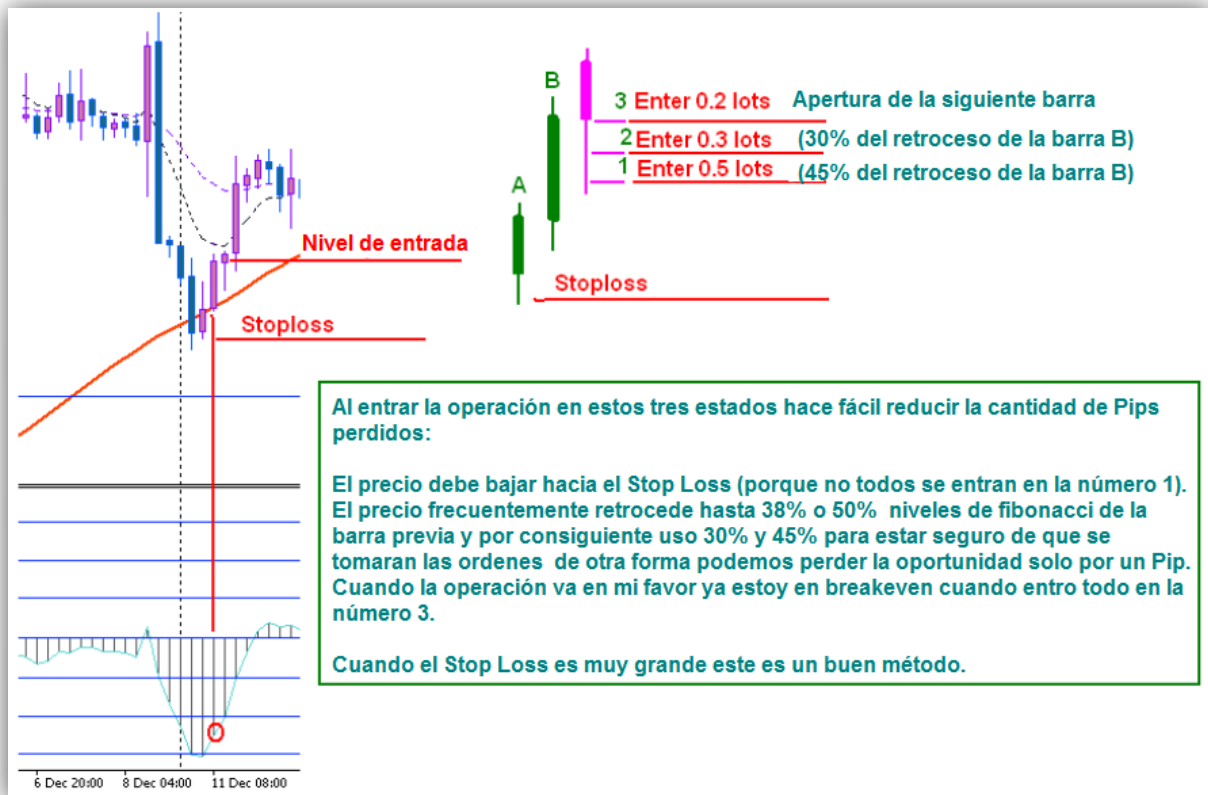 B
3 Enter 0.2 lots Apertura de la siguiente barra
2 Enter 0.3 lots (30% del retroceso de la barra B)
1 Enter 0.5 lots (45% del retroceso de la barra B)
A
Nivel de entrada
Stoploss
Stoploss
Al entrar la operación en estos tres estados hace fácil reducir la cantidad de Pips
perdidos:
El precio debe bajar hacia el Stop Loss (porque no todos se entran en la número 1).
El precio frecuentemente retrocede hasta 38% o 50% niveles de fibonacci de la
barra previa y por consiguiente uso 30% y 45% para estar seguro de que se
tomaran las ordenes de otra forma podemos perder la oportunidad solo por un Pip.
Cuando la operación va en mi favor ya estoy en breakeven cuando entro todo en la
número 3.
Cuando el Stop Loss es muy grande este es un buen método.
6 Dec 20:00 8 Dec 04:00 11 Dec 08:00